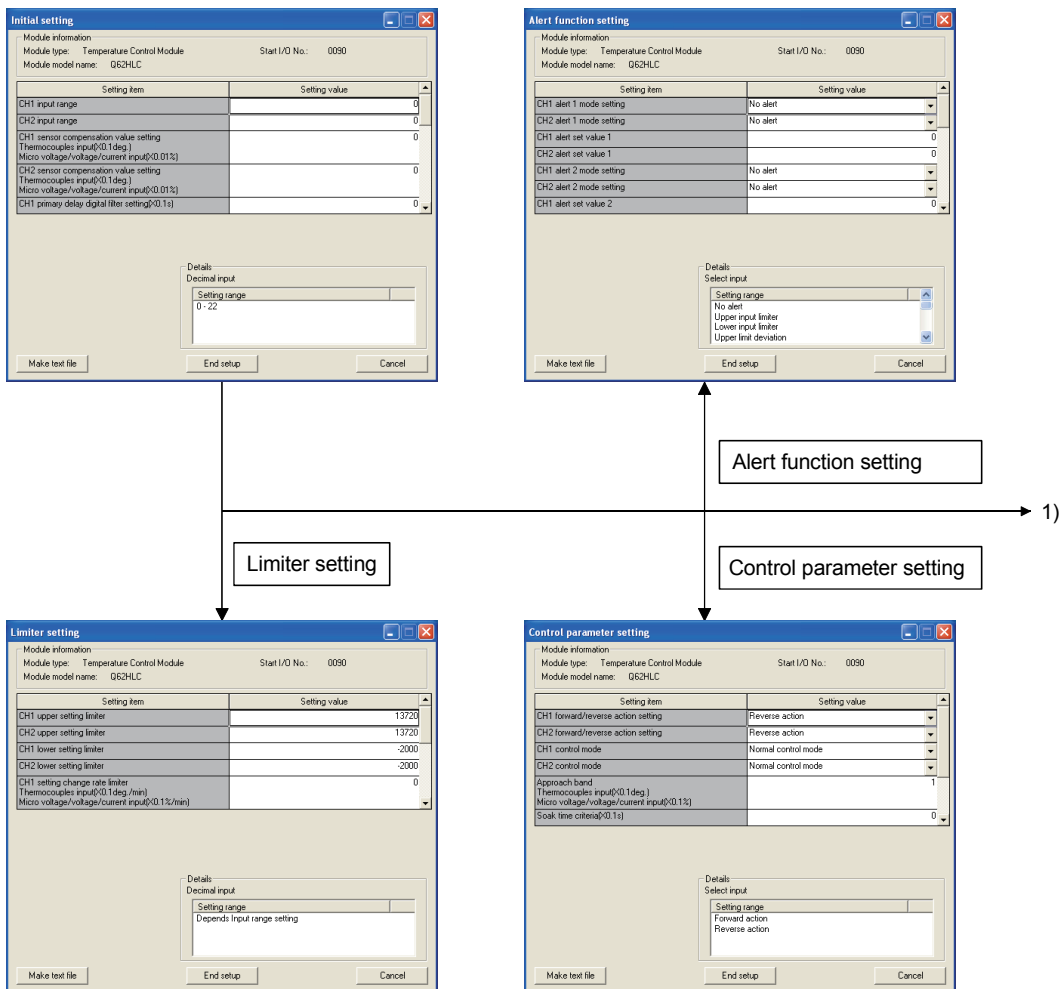 Initial setting
Module information
Module type: Temperature Control Module Start I/O No.: 0090
Module model name: Q62HLC
Setting item Setting value
CH1 input range 0
CH2 input range 0
CH1 sensor compensation value setting 0
Thermocouples input(X0.1deg.)
Micro voltage/voltage/current input(X0.01%)
CH2 sensor compensation value setting 0
Thermocouples input(X0.1deg.)
Micro voltage/voltage/current input(X0.01%)
CH1 primary delay digital filter setting(X0.1s) 0
Details
Decimal input
Setting range
0 - 22
Make text file End setup Cancel
Alert function setting
Module information
Module type: Temperature Control Module Start I/O No.: 0090
Module model name: Q62HLC
Setting item Setting value
CH1 alert 1 mode setting No alert
CH2 alert 1 mode setting No alert
CH1 alert set value 1 0
CH2 alert set value 1 0
CH1 alert 2 mode setting No alert
CH2 alert 2 mode setting No alert
CH1 alert set value 2 0
Details
Select input
Setting range
No alert
Upper input limiter
Lower input limiter
Upper limit deviation
Make text file End setup Cancel
Alert function setting
1)
Limiter setting
Control parameter setting
Limiter setting
Module information
Module type: Temperature Control Module Start I/O No.: 0090
Module model name: Q62HLC
Setting item Setting value
CH1 upper setting limiter 13720
CH2 upper setting limiter 13720
CH1 lower setting limiter -2000
CH2 lower setting limiter -2000
CH1 setting change rate limiter 0
Thermocouples input(X0.1deg./min)
Micro voltage/voltage/current input(X0.1%/min)
Details
Decimal input
Setting range
Depends Input range setting
Make text file End setup Cancel
Control parameter setting
Module information
Module type: Temperature Control Module Start I/O No.: 0090
Module model name: Q62HLC
Setting item Setting value
CH1 forward/reverse action setting Reverse action
CH2 forward/reverse action setting Reverse action
CH1 control mode Normal control mode
CH2 control mode Normal control mode
Approach band 1
Thermocouples input(X0.1deg.)
Micro voltage/voltage/current input(X0.1%)
Soak time criteria(X0.1s) 0
Details
Select input
Setting range
Forward action
Reverse action
Make text file End setup Cancel